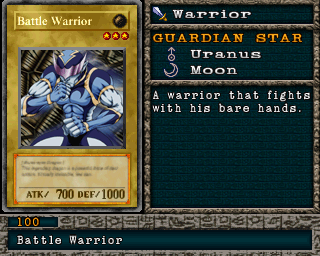 Battle Warrior
ATK/ 700 DEF/1000
Warrior
GUARDIAN STAR
Uranus
Moon
A warrior that fights
with his bare hands.
100
Battle Warrior